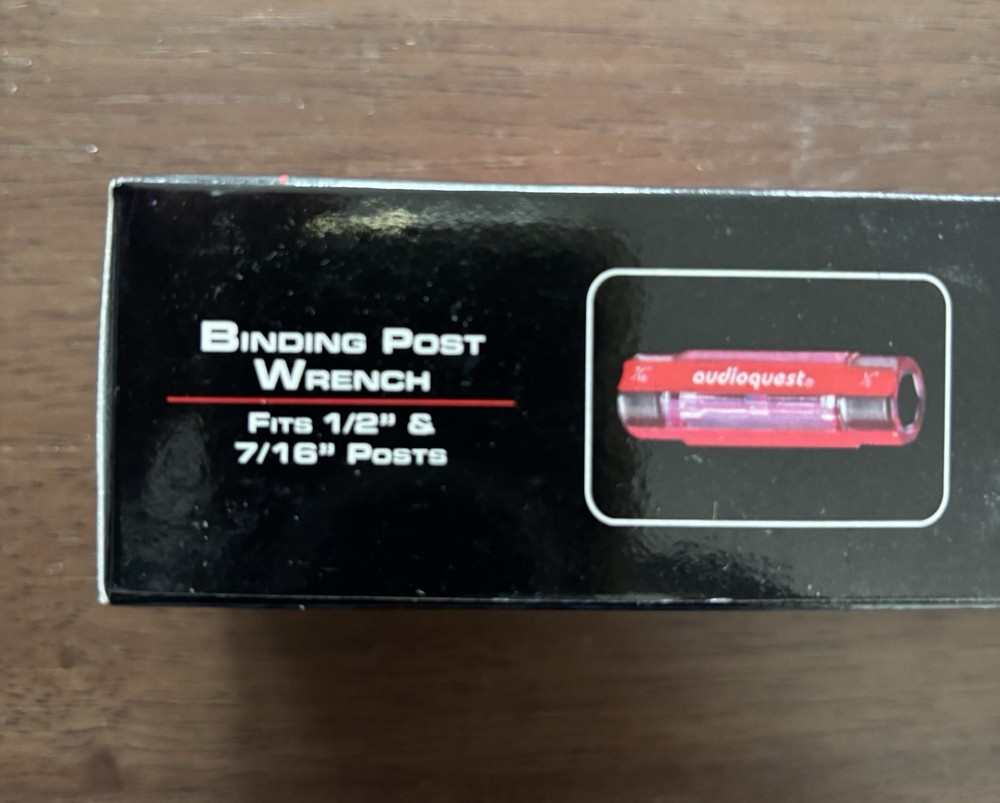 Binding Post
Wrench
Fits 1/2" &
7/16" Posts
audioquest®